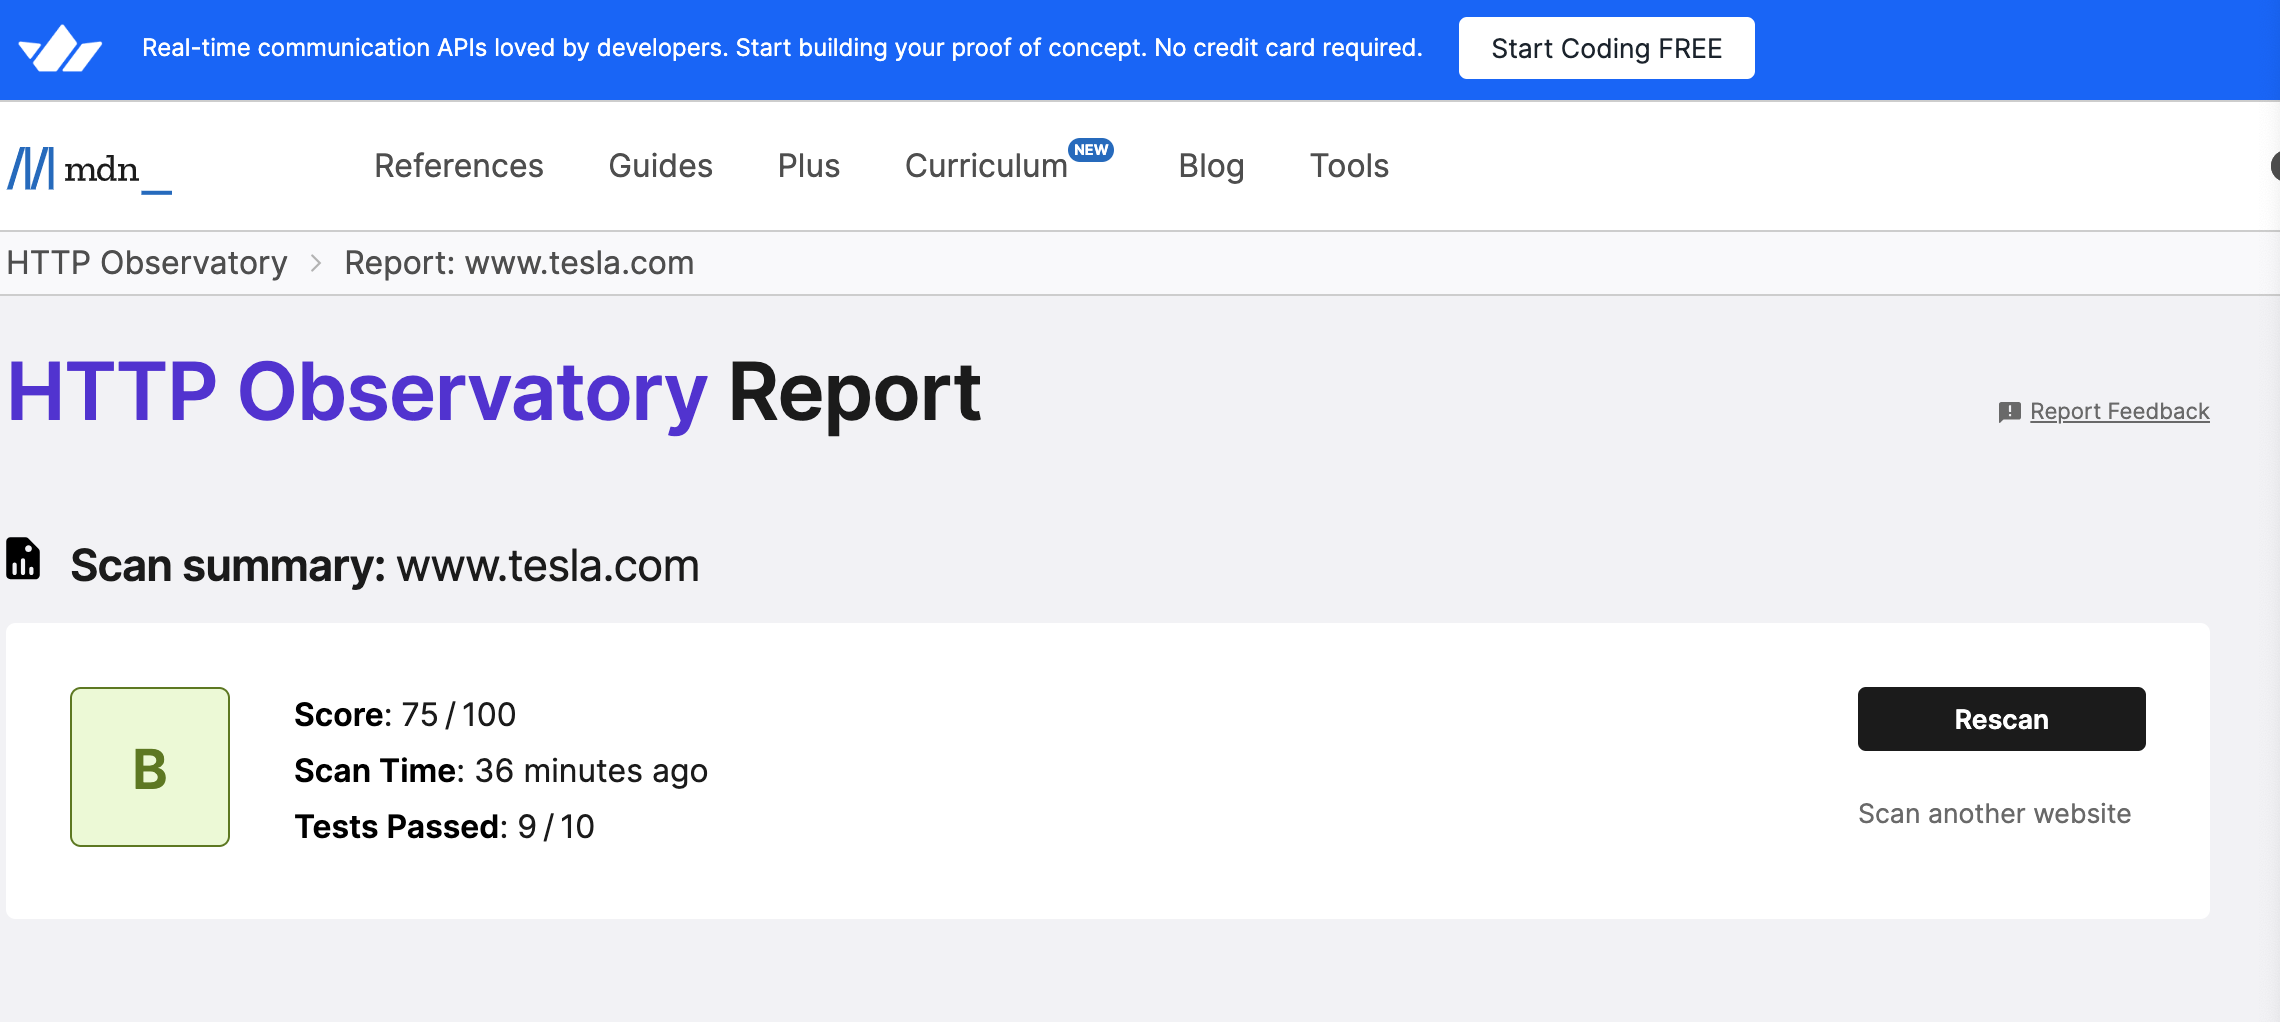 Real-time communication APIs loved by developers. Start building your proof of concept. No credit card required.
Start Coding FREE
mdn_
References
Guides
Plus
Curriculum NEW
Blog
Tools
HTTP Observatory
Report: www.tesla.com
HTTP Observatory Report
Report Feedback
Scan summary: www.tesla.com
B
Score: 75 / 100
Scan Time: 36 minutes ago
Tests Passed: 9 / 10
Rescan
Scan another website